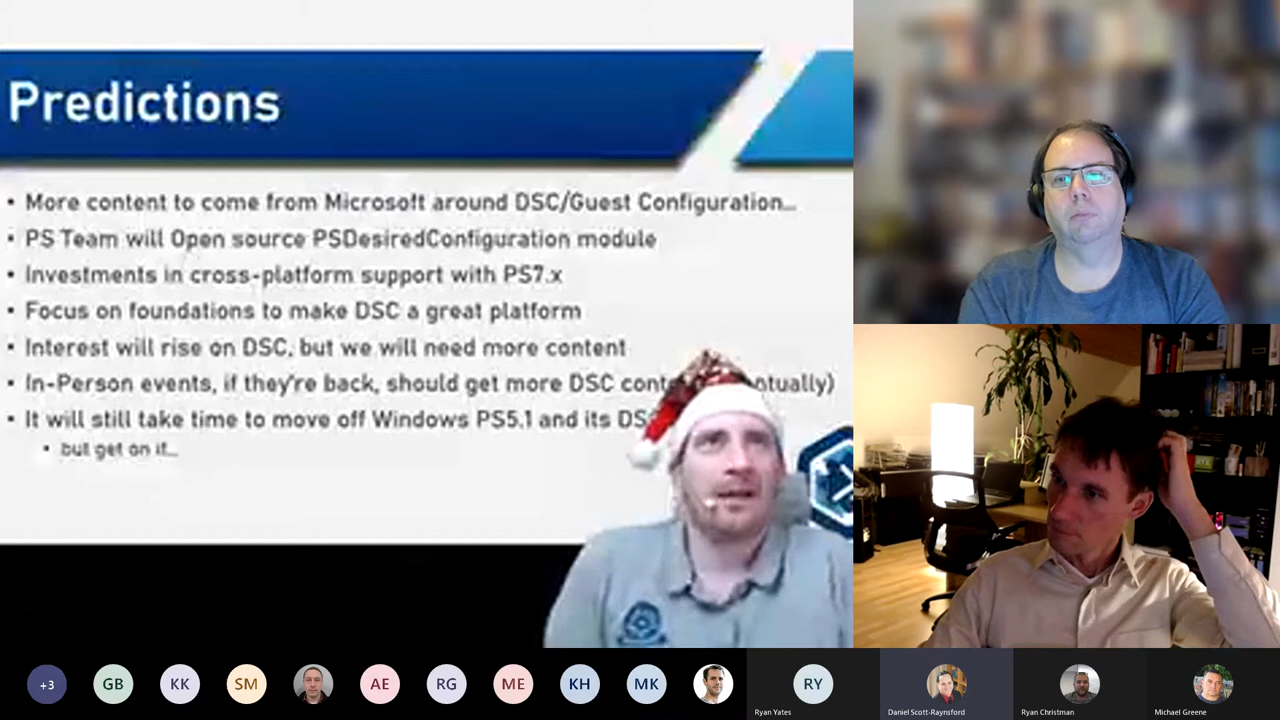 Predictions
• More content to come from Microsoft around DSC/Guest Configuration...
• PS Team will Open source PSDesiredConfiguration module
• Investments in cross-platform support with PS7.x
• Focus on foundations to make DSC a great platform
• Interest will rise on DSC, but we will need more content
• In-Person events, if they're back, should get more DSC cont ntually)
• It will still take time to move off Windows PS5.1 and its DS
• but get on it...
+3 GB KK SM AE RG ME KH MK RY
Ryan Yates Daniel Scott-Raynsford Ryan Christman Michael Greene